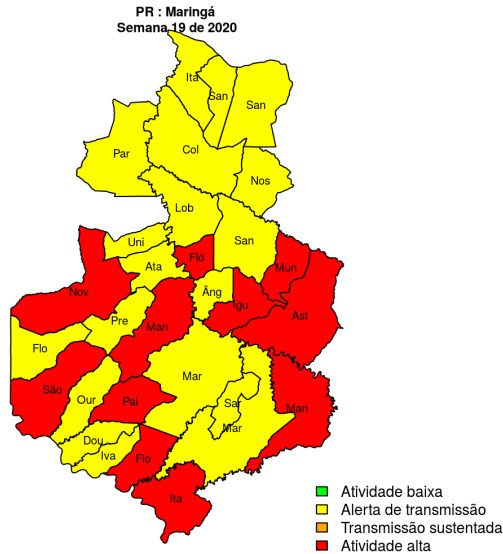 PR : Maringá
Semana 19 de 2020
Ita
San
San
Par
Col
Nos
Lob
Uni
San
Fló
Ata
Mun
Nov
Âng
Igu
Pre
Man
Ast
Flo
Mar
São
Our
Pai
Sar
Man
Mar
Dou
Iva
Flo
Ita
Atividade baixa
Alerta de transmissão
Transmissão sustentada
Atividade alta